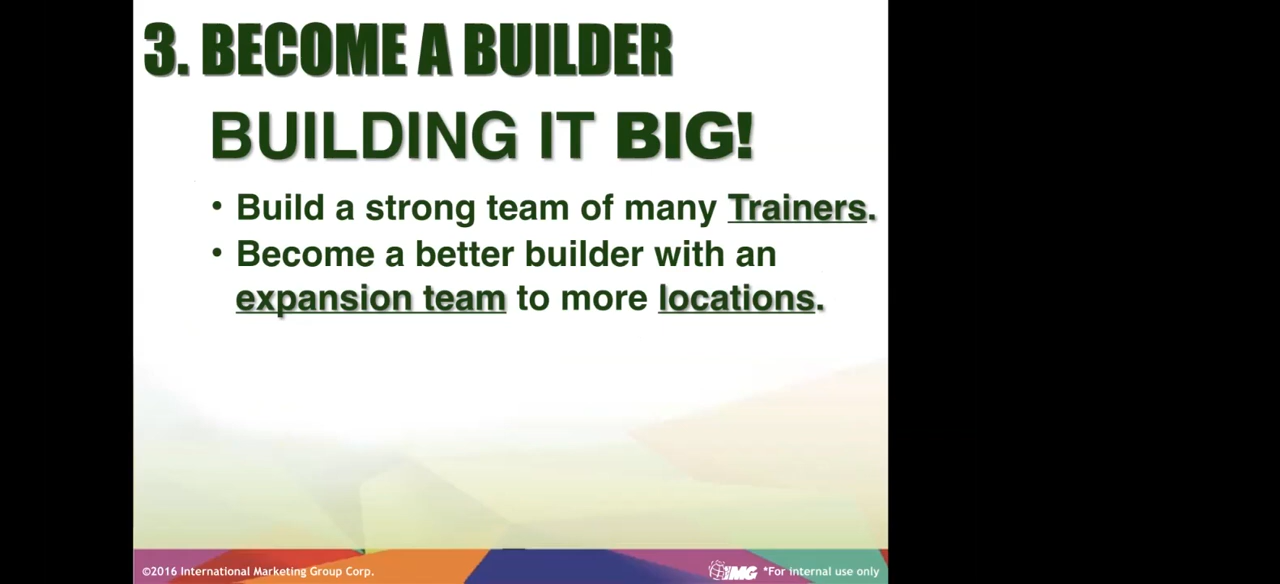 3. BECOME A BUILDER
BUILDING IT BIG!
• Build a strong team of many Trainers.
• Become a better builder with an
expansion team to more locations.
©2016 International Marketing Group Corp.
IMG *For internal use only